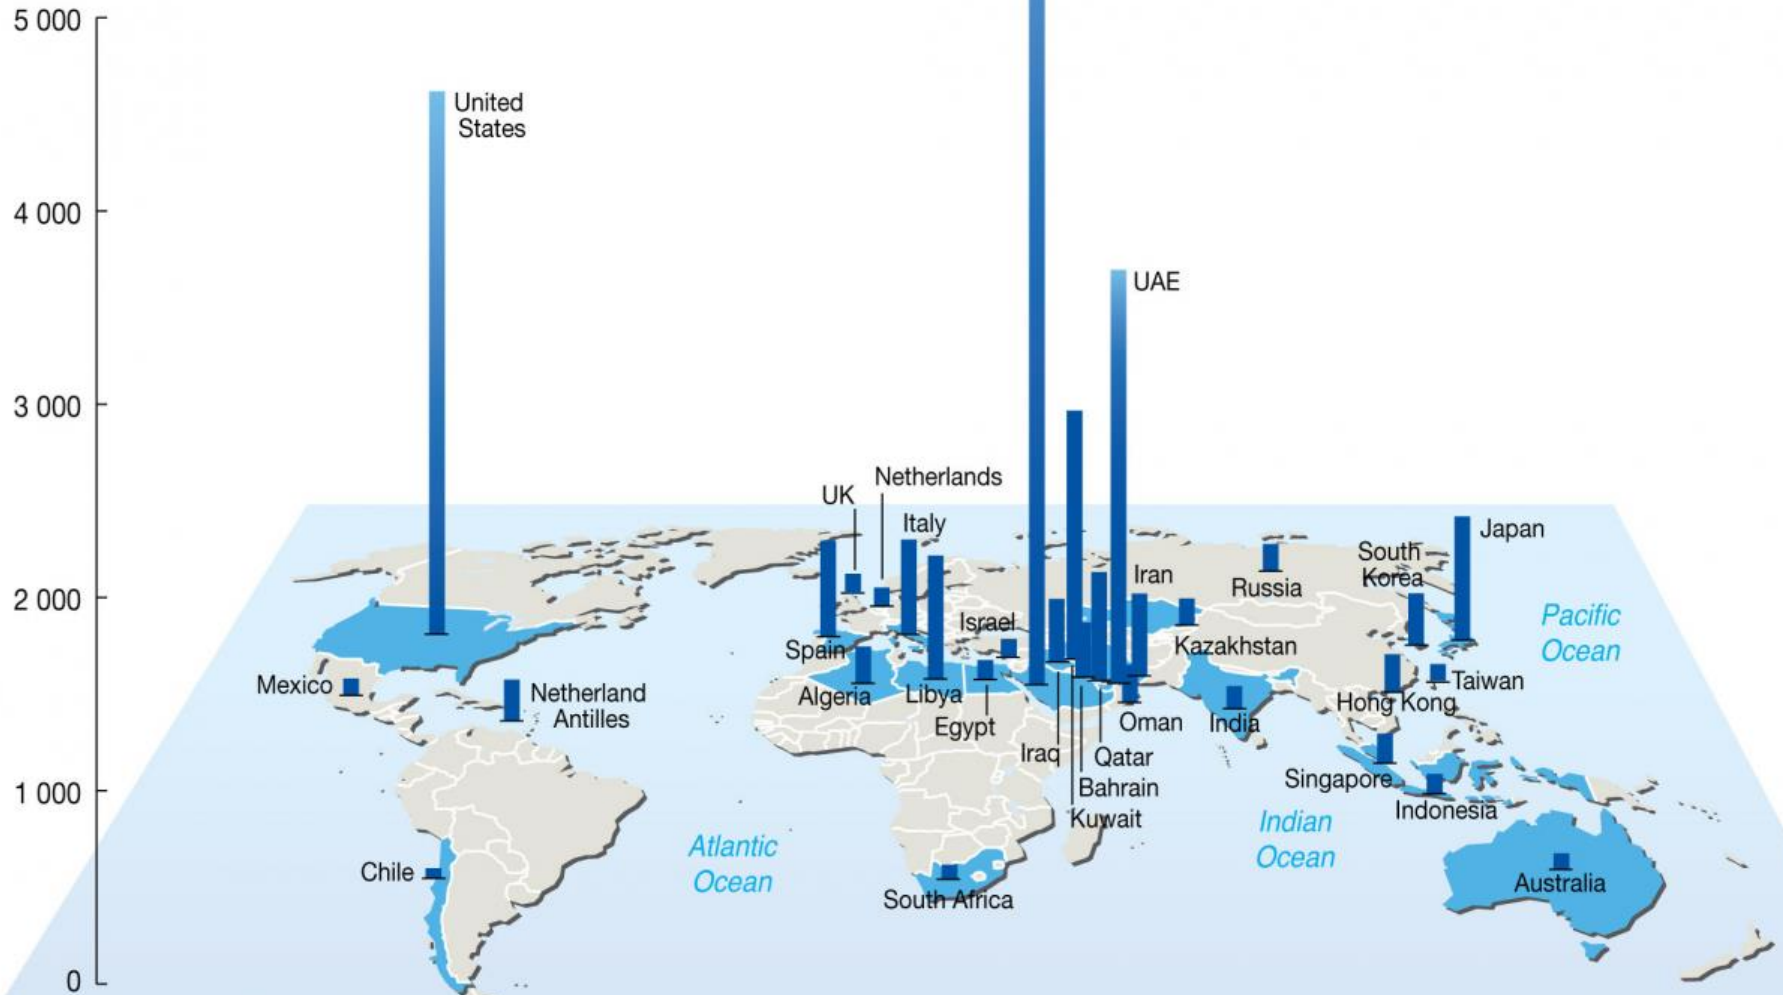 5 000
4 000
3 000
2 000
1 000
0
United
States
UAE
Netherlands
UK
Italy
Japan
South
Korea
Iran
Russia
Israel
Pacific
Ocean
Spain
Kazakhstan
Mexico
Netherland
Antilles
Algeria
Libya
Taiwan
Hong Kong
Egypt
Oman
India
Iraq
Qatar
Bahrain
Singapore
Indonesia
Kuwait
Indian
Ocean
Atlantic
Ocean
Chile
South Africa
Australia